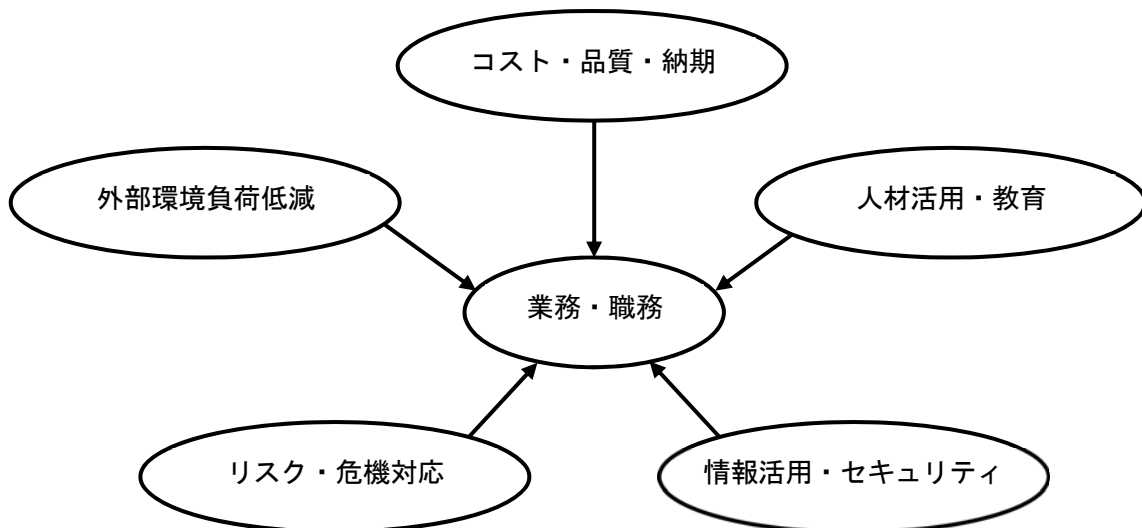 コスト・品質・納期
外部環境負荷低減
人材活用・教育
業務・職務
リスク・危機対応
情報活用・セキュリティ